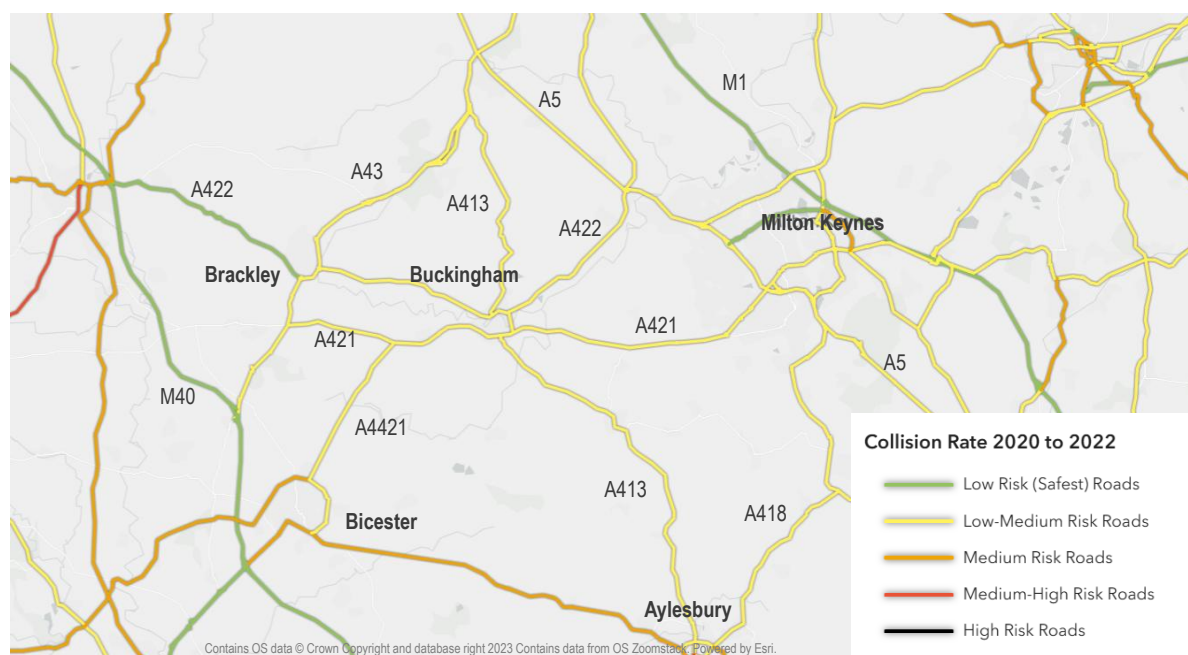 M1
A5
A43
A422
A413
A422
Milton Keynes
Brackley
Buckingham
A421
A421
A5
M40
A4421
A413
A418
Bicester
Aylesbury
Collision Rate 2020 to 2022
Low Risk (Safest) Roads
Low-Medium Risk Roads
Medium Risk Roads
Medium-High Risk Roads
High Risk Roads
Contains OS data © Crown Copyright and database right 2023 Contains data from OS Zoomstack. Powered by Esri.